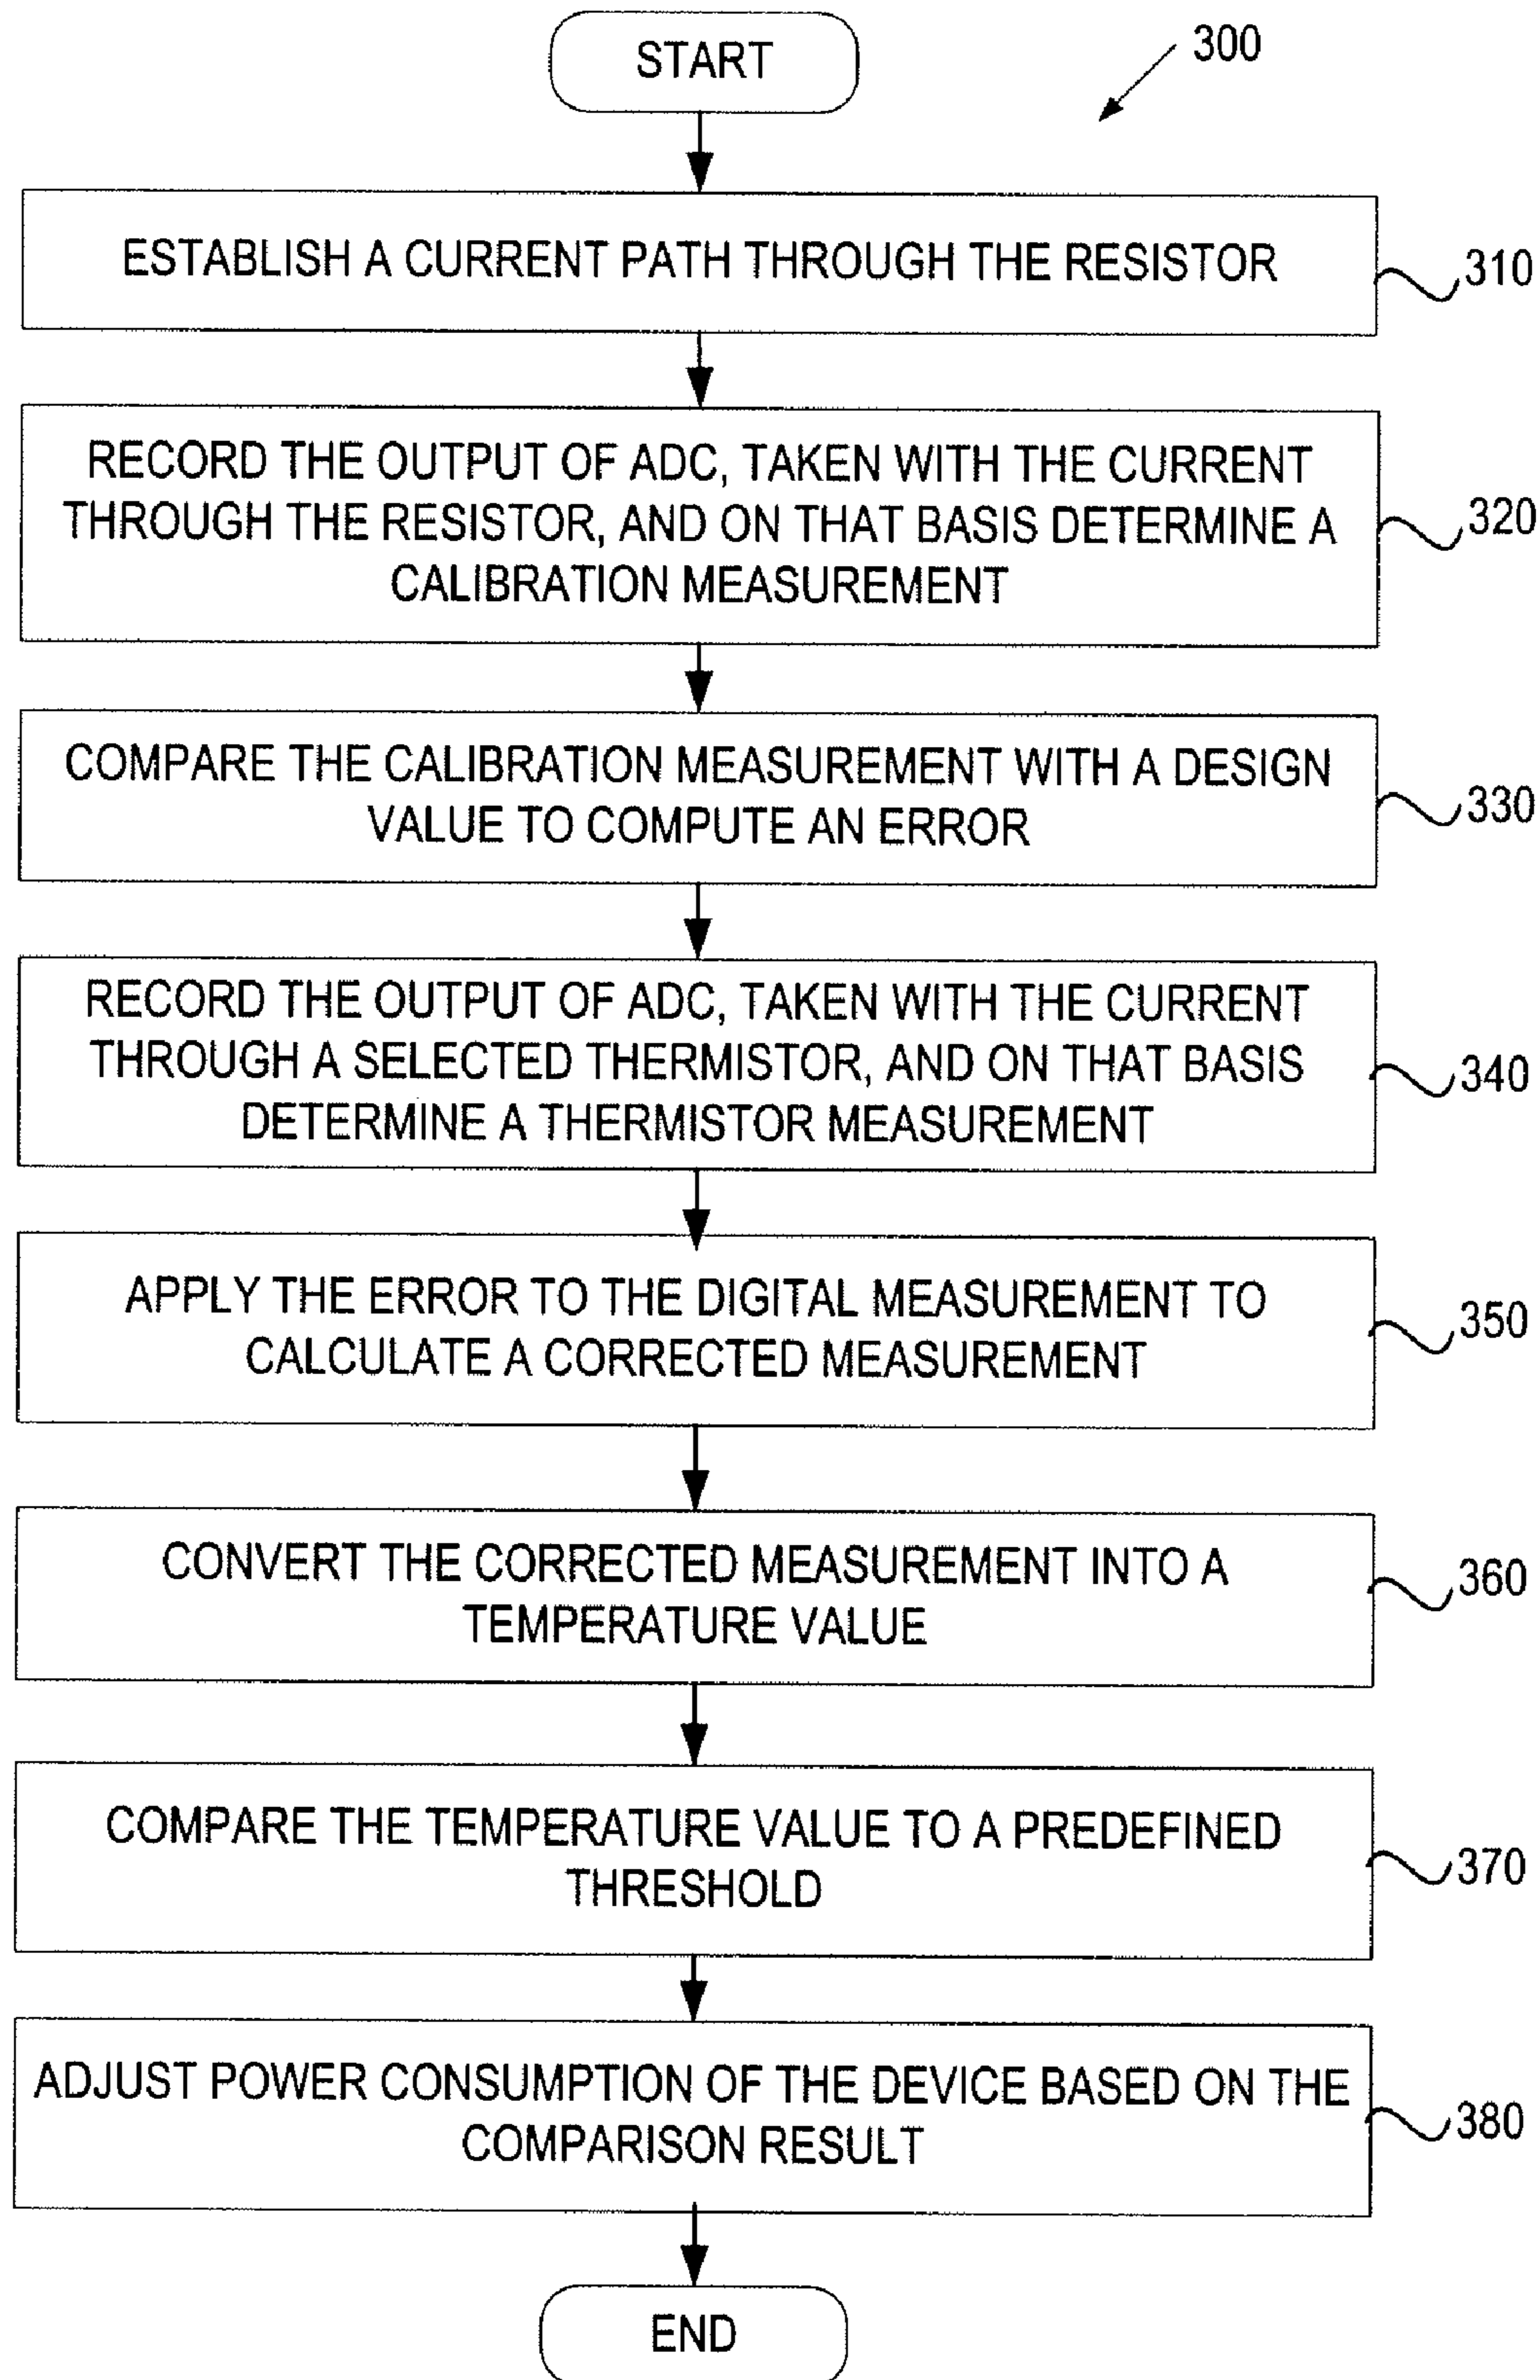 START
300
ESTABLISH A CURRENT PATH THROUGH THE RESISTOR
310
RECORD THE OUTPUT OF ADC, TAKEN WITH THE CURRENT
THROUGH THE RESISTOR, AND ON THAT BASIS DETERMINE A
CALIBRATION MEASUREMENT
320
COMPARE THE CALIBRATION MEASUREMENT WITH A DESIGN
VALUE TO COMPUTE AN ERROR
330
RECORD THE OUTPUT OF ADC, TAKEN WITH THE CURRENT
THROUGH A SELECTED THERMISTOR, AND ON THAT BASIS
DETERMINE A THERMISTOR MEASUREMENT
340
APPLY THE ERROR TO THE DIGITAL MEASUREMENT TO
CALCULATE A CORRECTED MEASUREMENT
350
CONVERT THE CORRECTED MEASUREMENT INTO A
TEMPERATURE VALUE
360
COMPARE THE TEMPERATURE VALUE TO A PREDEFINED
THRESHOLD
370
ADJUST POWER CONSUMPTION OF THE DEVICE BASED ON THE
COMPARISON RESULT
380
END